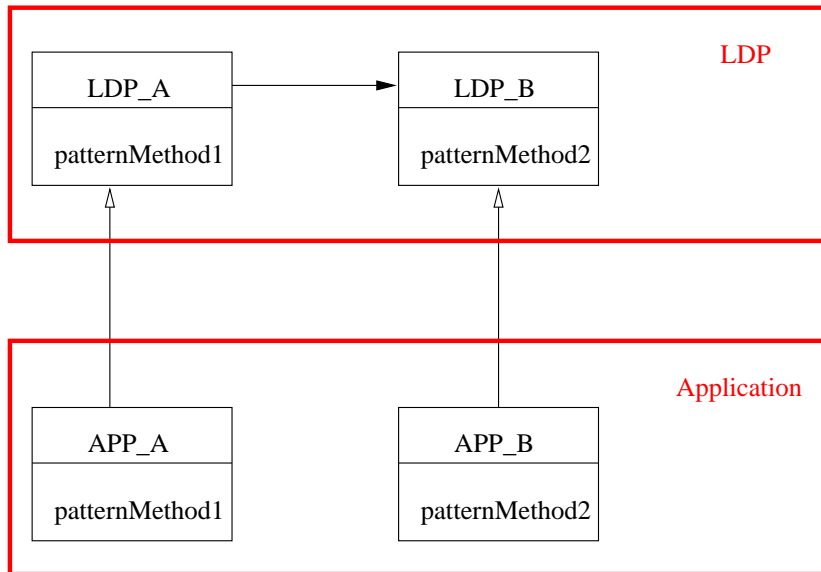 LDP
LDP_A
LDP_B
patternMethod1
patternMethod2
Application
APP_A
APP_B
patternMethod1
patternMethod2